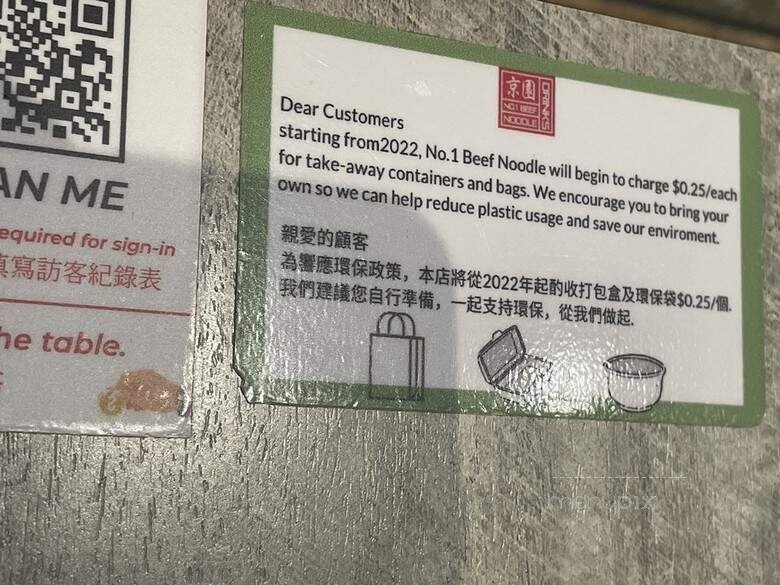 AN ME
equired for sign-in
填寫訪客紀錄表
he table.
京園
NO.1 BEEF
NOODLE
Dear Customers
starting from2022, No.1 Beef Noodle will begin to charge $0.25/each
for take-away containers and bags. We encourage you to bring your
own so we can help reduce plastic usage and save our enviroment.
親愛的顧客
為響應環保政策，本店將從2022年起酌收打包盒及環保袋$0.25/個.
我們建議您自行準備，一起支持環保，從我們做起.